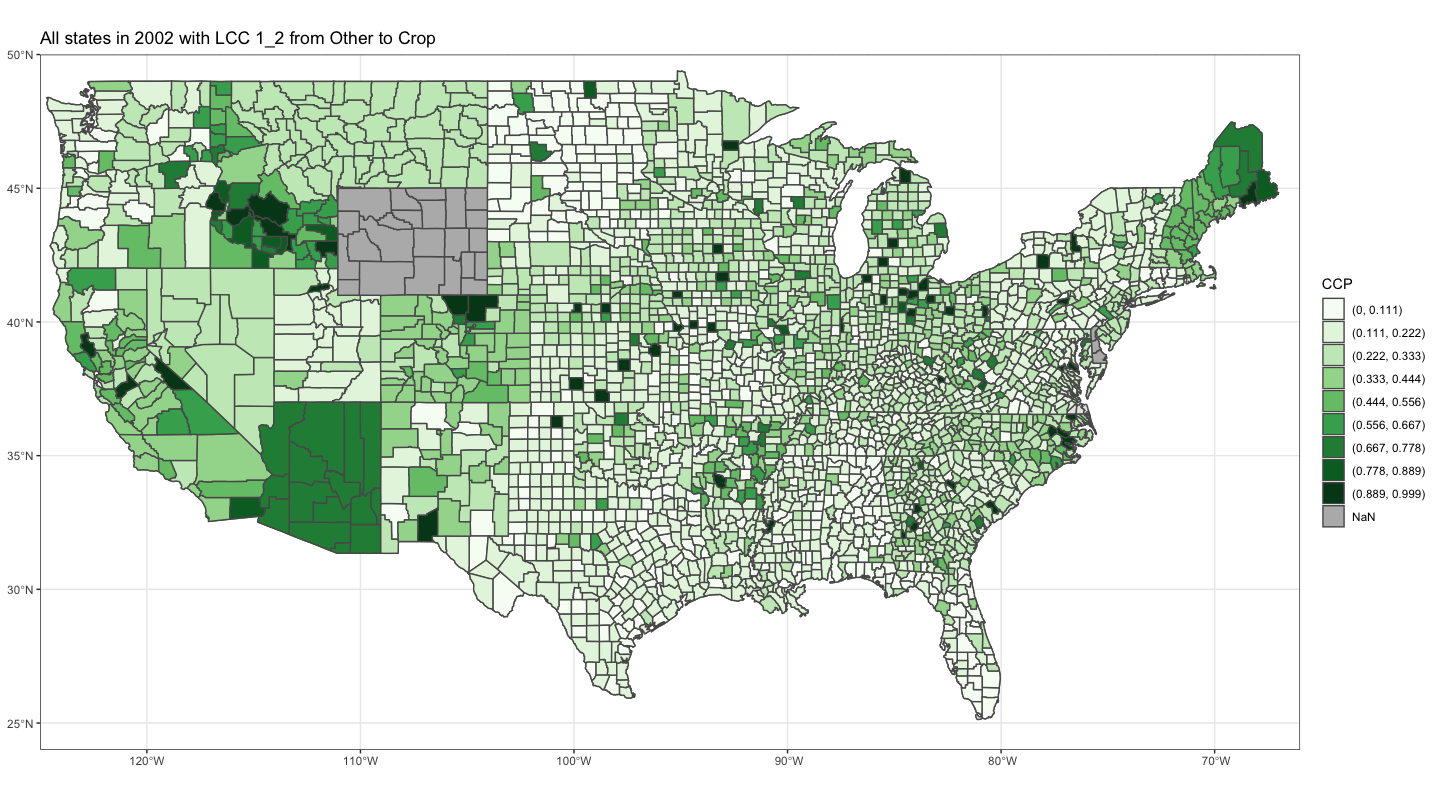 All states in 2002 with LCC 1_2 from Other to Crop
50°N
45°N
40°N
35°N
30°N
25°N
120°W
110°W
100°W
90°W
80°W
70°W
CCP
(0, 0.111)
(0.111, 0.222)
(0.222, 0.333)
(0.333, 0.444)
(0.444, 0.556)
(0.556, 0.667)
(0.667, 0.778)
(0.778, 0.889)
(0.889, 0.999)
NaN